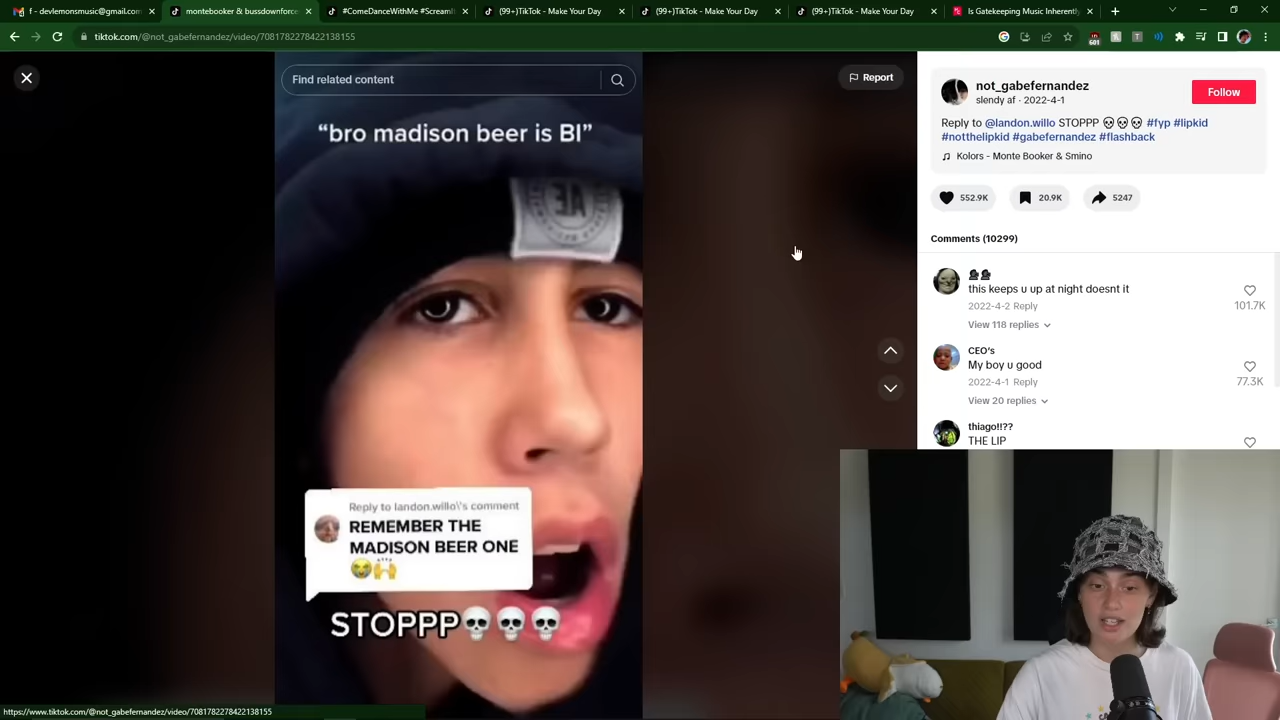 f - devlemonsmusic@gmail.com
montebooker & bussdownforce
#ComeDanceWithMe #ScreamI
(99+)TikTok - Make Your Day
(99+)TikTok - Make Your Day
(99+)TikTok - Make Your Day
Is Gatekeeping Music Inherentl
tiktok.com/@not_gabefernandez/video/7081782278422138155
601
Find related content
Report
"bro madison beer is BI"
Reply to landon.willo\'s comment
REMEMBER THE
MADISON BEER ONE
😭🙌
STOPPP💀💀💀
not_gabefernandez
slendy af · 2022-4-1
Follow
Reply to @landon.willo STOPPP 💀💀💀 #fyp #lipkid
#notthelipkid #gabefernandez #flashback
Kolors - Monte Booker & Smino
552.9K
20.9K
5247
Comments (10299)
this keeps u up at night doesnt it
2022-4-2 Reply
101.7K
View 118 replies
CEO's
My boy u good
2022-4-1 Reply
77.3K
View 20 replies
thiago!!??
THE LIP
https://www.tiktok.com/@not_gabefernandez/video/7081782278422138155